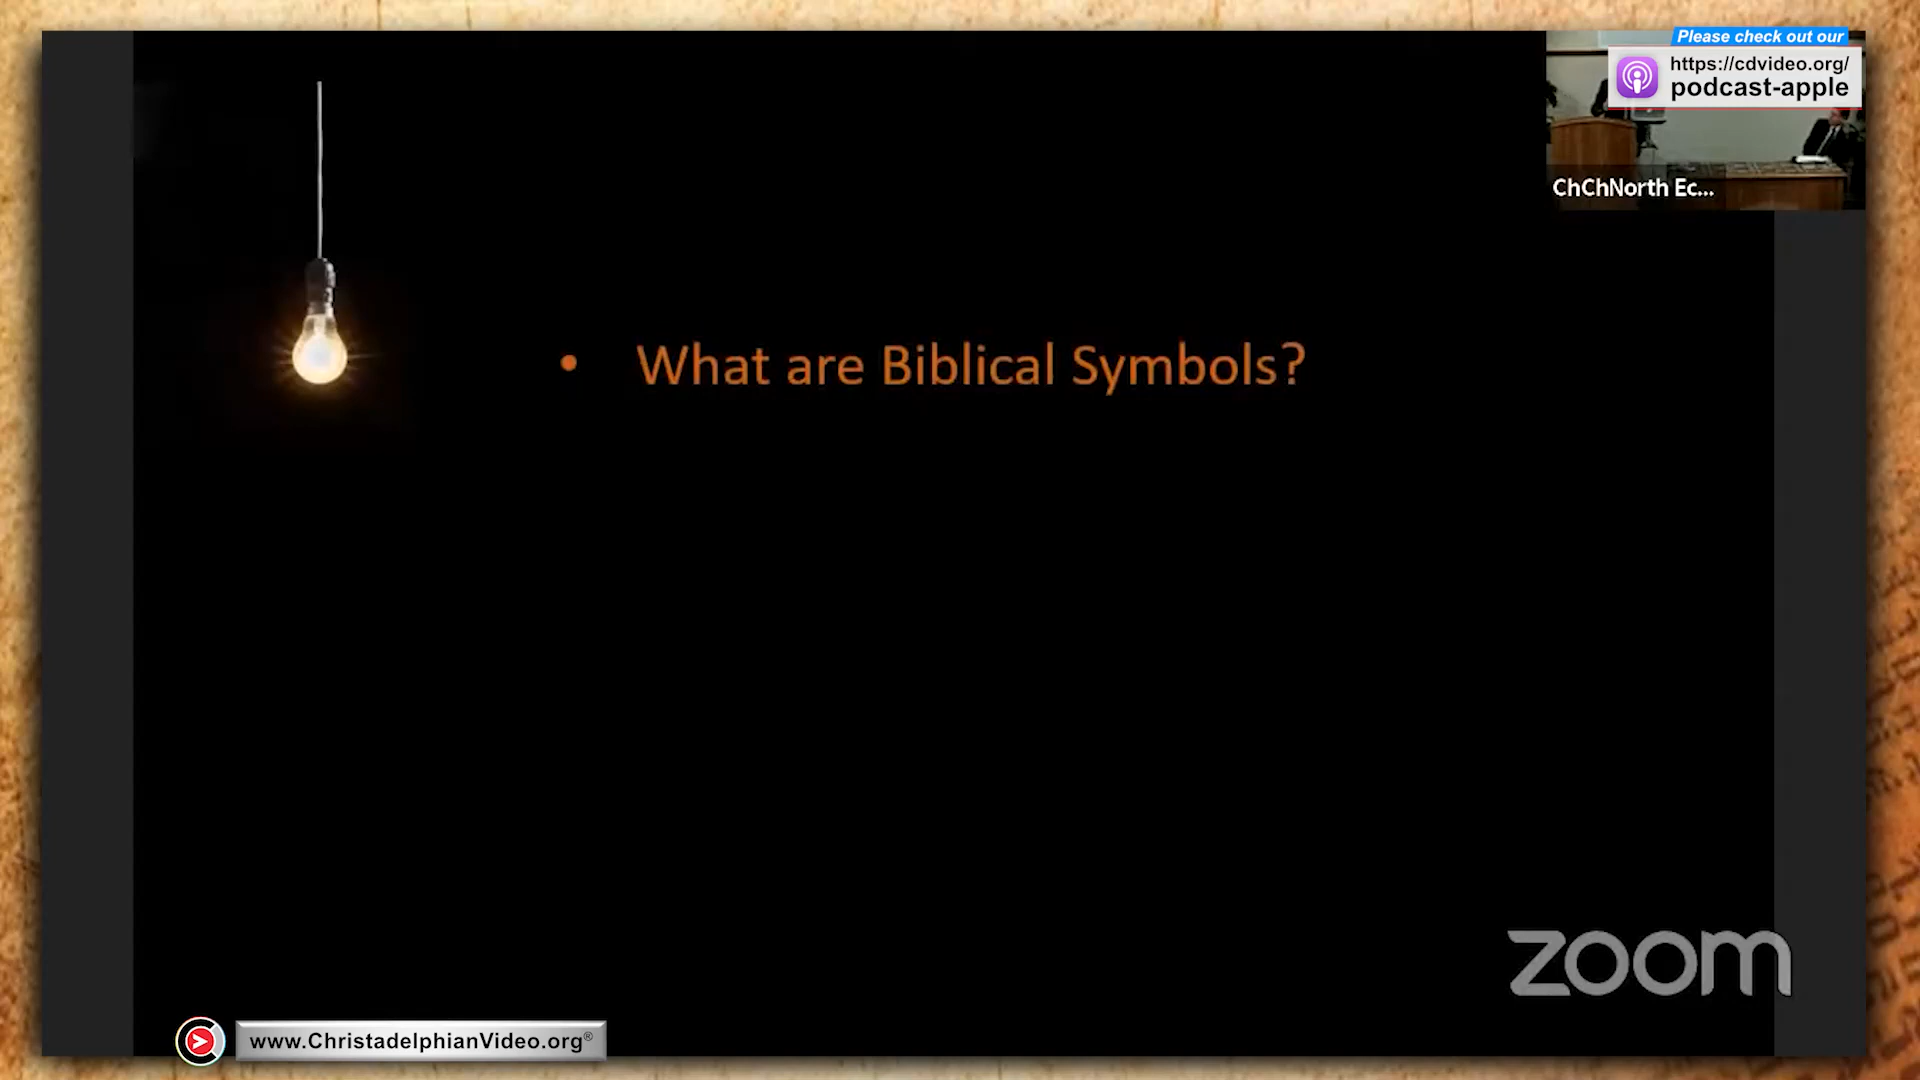 Please check out our
https://cdvideo.org/
podcast-apple
ChChNorth Ec...
• What are Biblical Symbols?
zoom
www.ChristadelphianVideo.org®